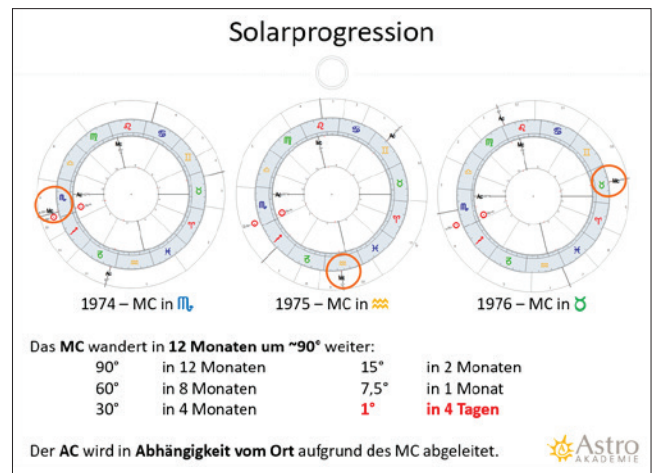 Solarprogression
1974 – MC in ♏
1975 – MC in ♒
1976 – MC in ♉
Das MC wandert in 12 Monaten um ~90° weiter:
90° in 12 Monaten 15° in 2 Monaten
60° in 8 Monaten 7,5° in 1 Monat
30° in 4 Monaten 1° in 4 Tagen
Der AC wird in Abhängigkeit vom Ort aufgrund des MC abgeleitet.
Astro
AKADEMIE